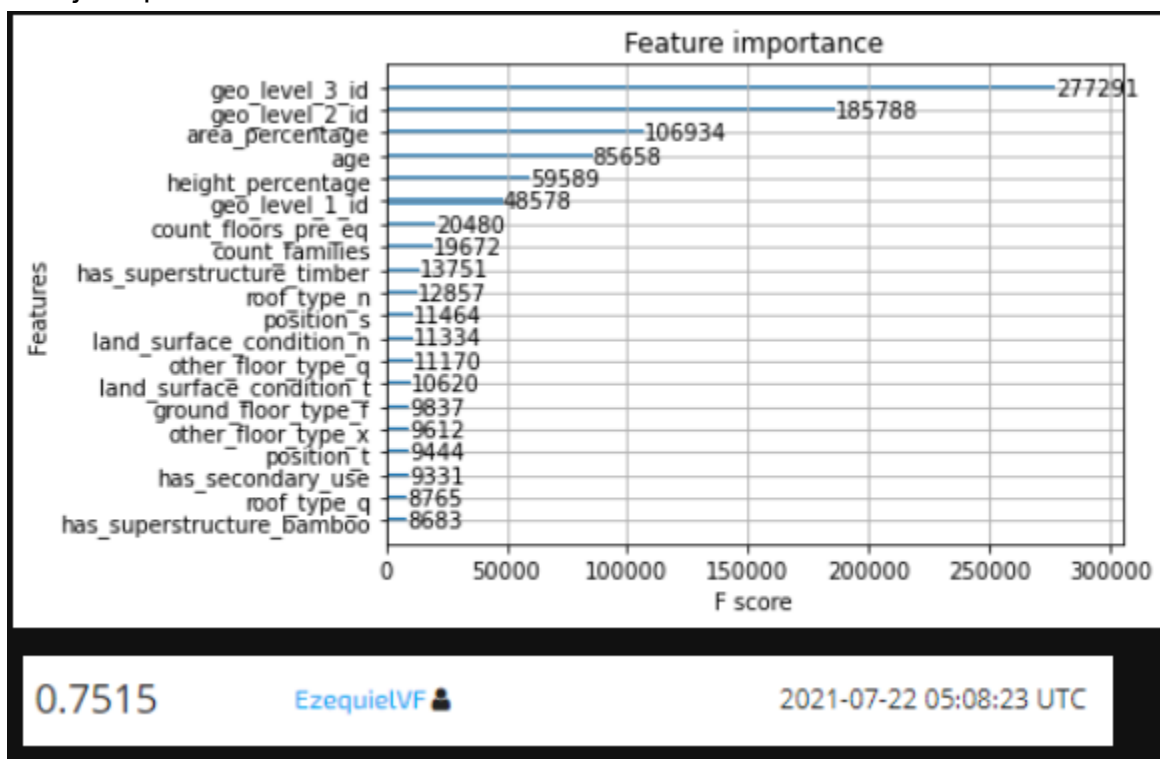 Feature importance
geo_level_3_id 277291
geo_level_2_id 185788
area_percentage 106934
age 85658
height_percentage 59589
geo_level_1_id 48578
count_floors_pre_eq 20480
count_families 19672
has_superstructure_timber 13751
roof_type_n 12857
position_s 11464
land_surface_condition_n 11334
other_floor_type_q 11170
land_surface_condition_t 10620
ground_floor_type_f 9837
other_floor_type_x 9612
position_t 9444
has_secondary_use 9331
roof_type_q 8765
has_superstructure_bamboo 8683
Features
0 50000 100000 150000 200000 250000 300000
F score
0.7515 EzequielVF 2021-07-22 05:08:23 UTC